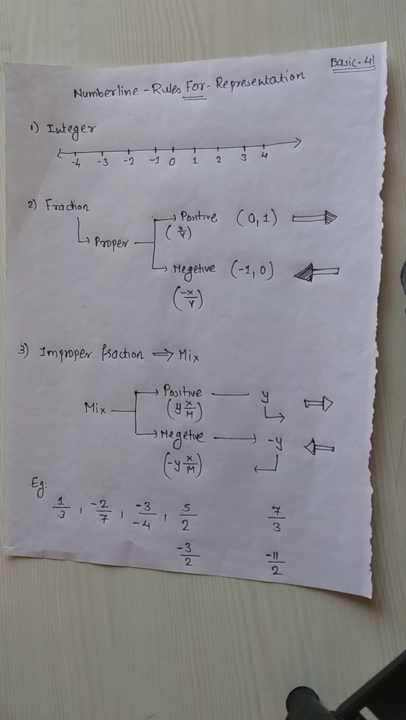 Basic-41
Numberline - Rules For - Representation
1) Integer
-4 -3 -2 -1 0 1 2 3 4
2) Fraction
Proper
Positive (0,1)
(x/y)
Negetive (-1,0)
(-x/y)
3) Improper fraction ⇒ Mix
Mix
Positive y
(y x/M)
Negetive -y
(-y x/M)
Eg:
1/3 , -2/7 , -3/-4 , 5/2 7/3
-3/2 -11/2